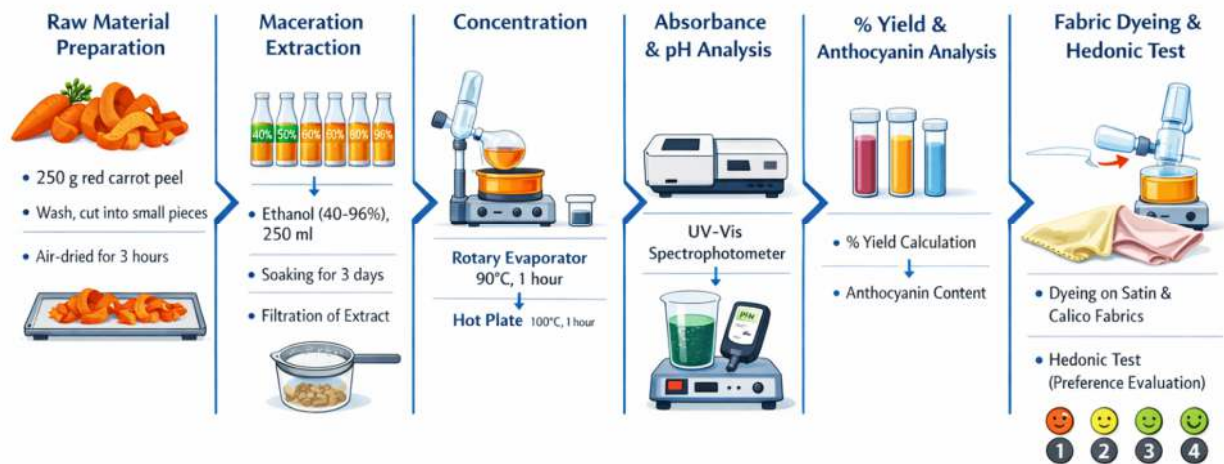 Raw Material
Preparation
• 250 g red carrot peel
• Wash, cut into small pieces
• Air-dried for 3 hours
Maceration
Extraction
40% 50% 60% 60% 80% 96%
• Ethanol (40-96%),
250 ml
• Soaking for 3 days
• Filtration of Extract
Concentration
Rotary Evaporator
90°C, 1 hour
Hot Plate 100°C, 1 hour
Absorbance
& pH Analysis
UV-Vis
Spectrophotometer
% Yield &
Anthocyanin Analysis
• % Yield Calculation
• Anthocyanin Content
Fabric Dyeing &
Hedonic Test
• Dyeing on Satin &
Calico Fabrics
• Hedonic Test
(Preference Evaluation)
1 2 3 4